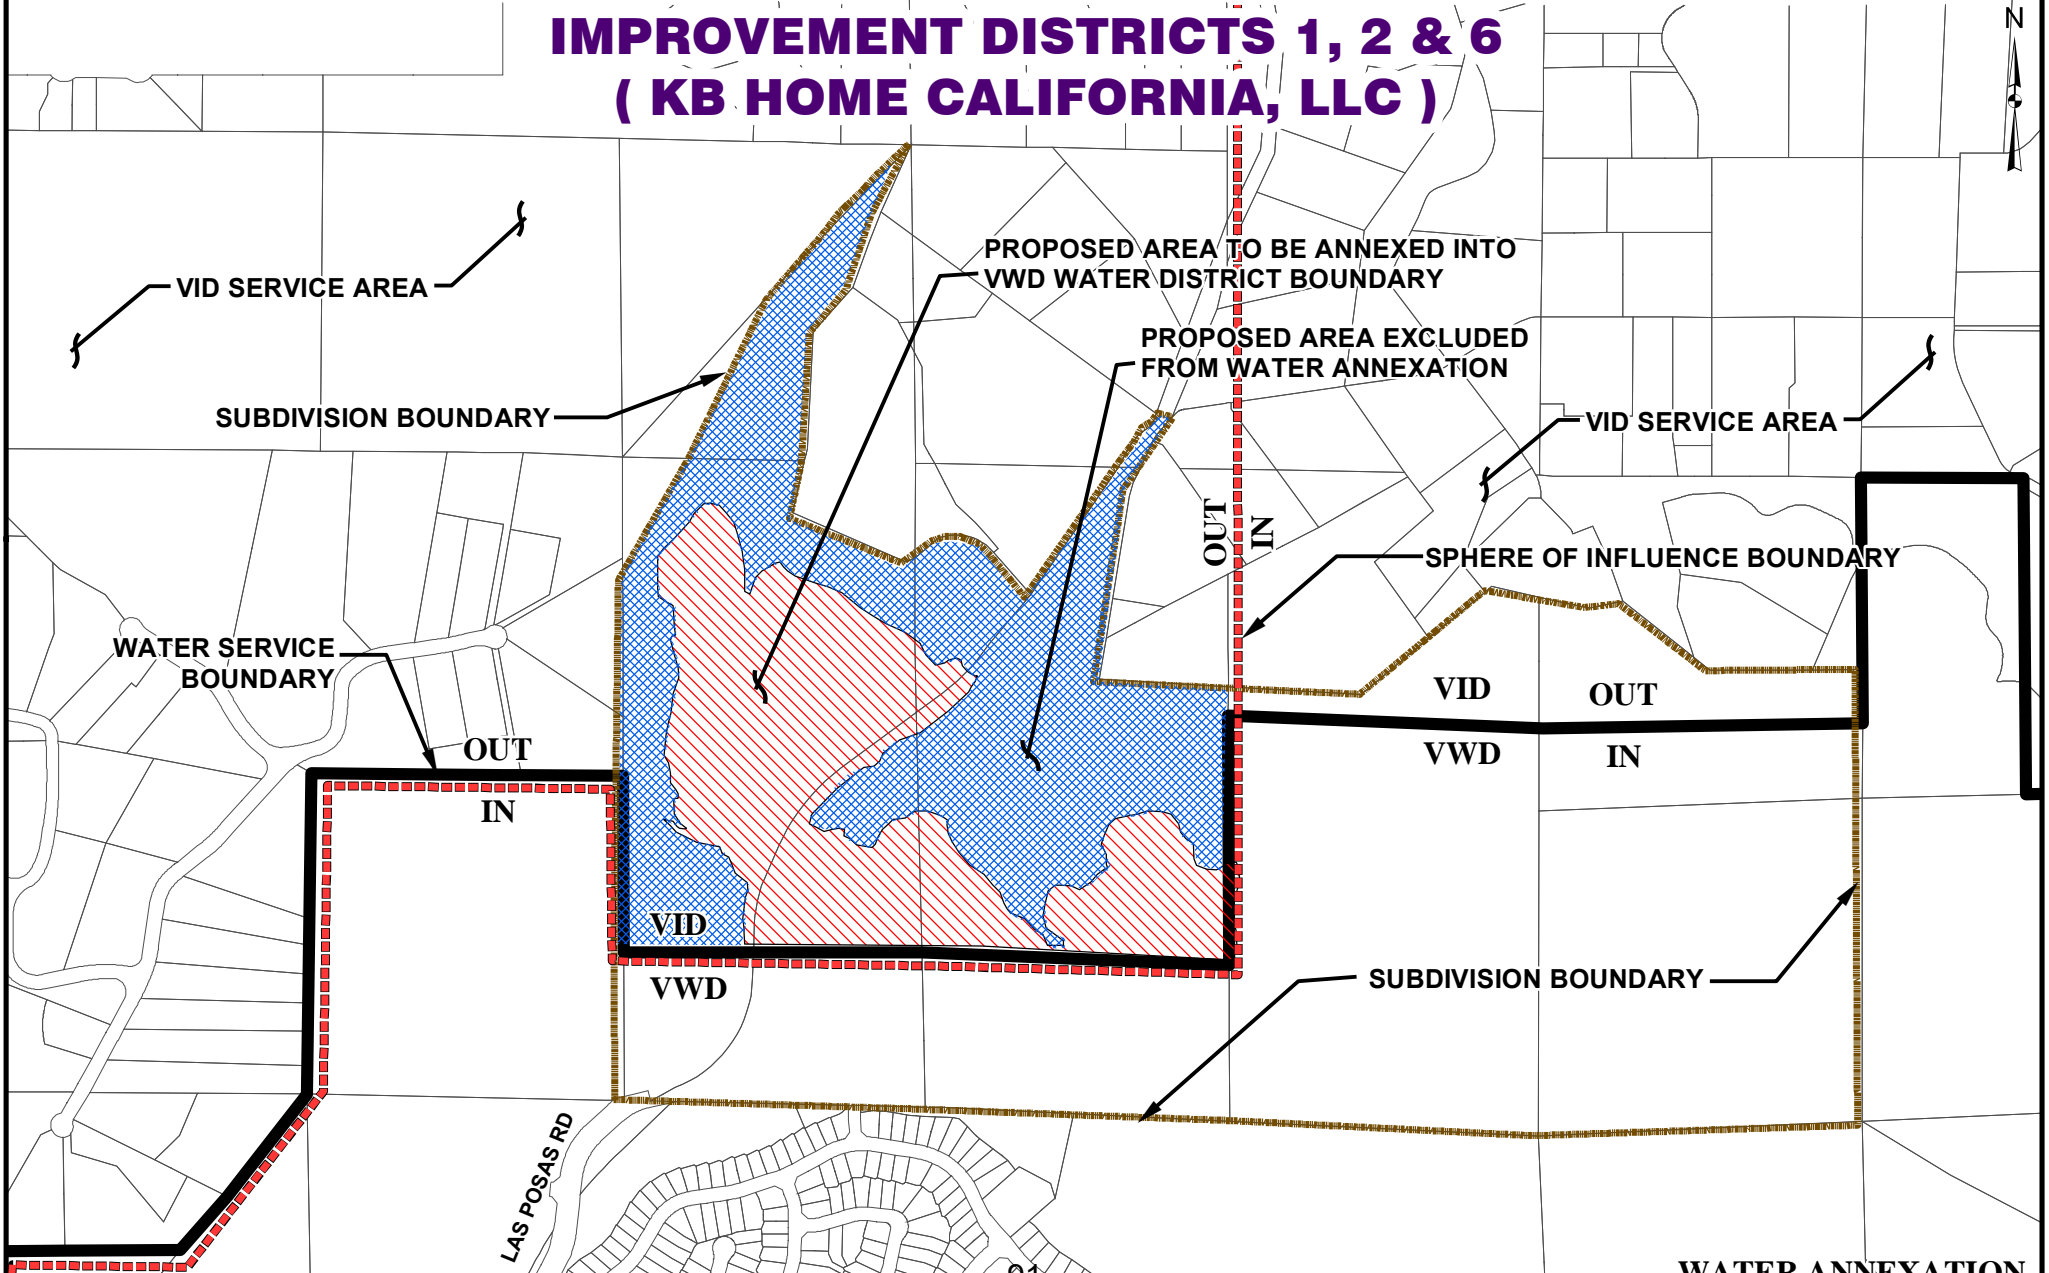 IMPROVEMENT DISTRICTS 1, 2 & 6
( KB HOME CALIFORNIA, LLC )
N
VID SERVICE AREA
PROPOSED AREA TO BE ANNEXED INTO
VWD WATER DISTRICT BOUNDARY
PROPOSED AREA EXCLUDED
FROM WATER ANNEXATION
SUBDIVISION BOUNDARY
VID SERVICE AREA
OUT
IN
SPHERE OF INFLUENCE BOUNDARY
WATER SERVICE
BOUNDARY
VID
OUT
VWD
IN
OUT
IN
VID
VWD
SUBDIVISION BOUNDARY
LAS POSAS RD
WATER ANNEXATION